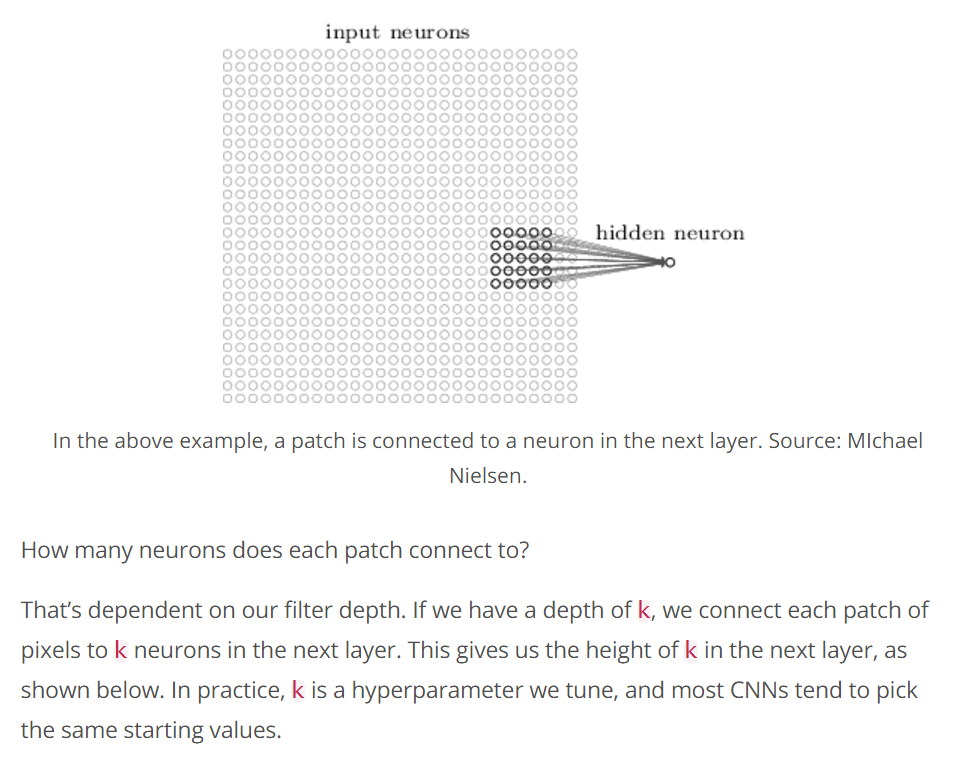 input neurons
hidden neuron
In the above example, a patch is connected to a neuron in the next layer. Source: MIchael
Nielsen.
How many neurons does each patch connect to?
That’s dependent on our filter depth. If we have a depth of k, we connect each patch of
pixels to k neurons in the next layer. This gives us the height of k in the next layer, as
shown below. In practice, k is a hyperparameter we tune, and most CNNs tend to pick
the same starting values.